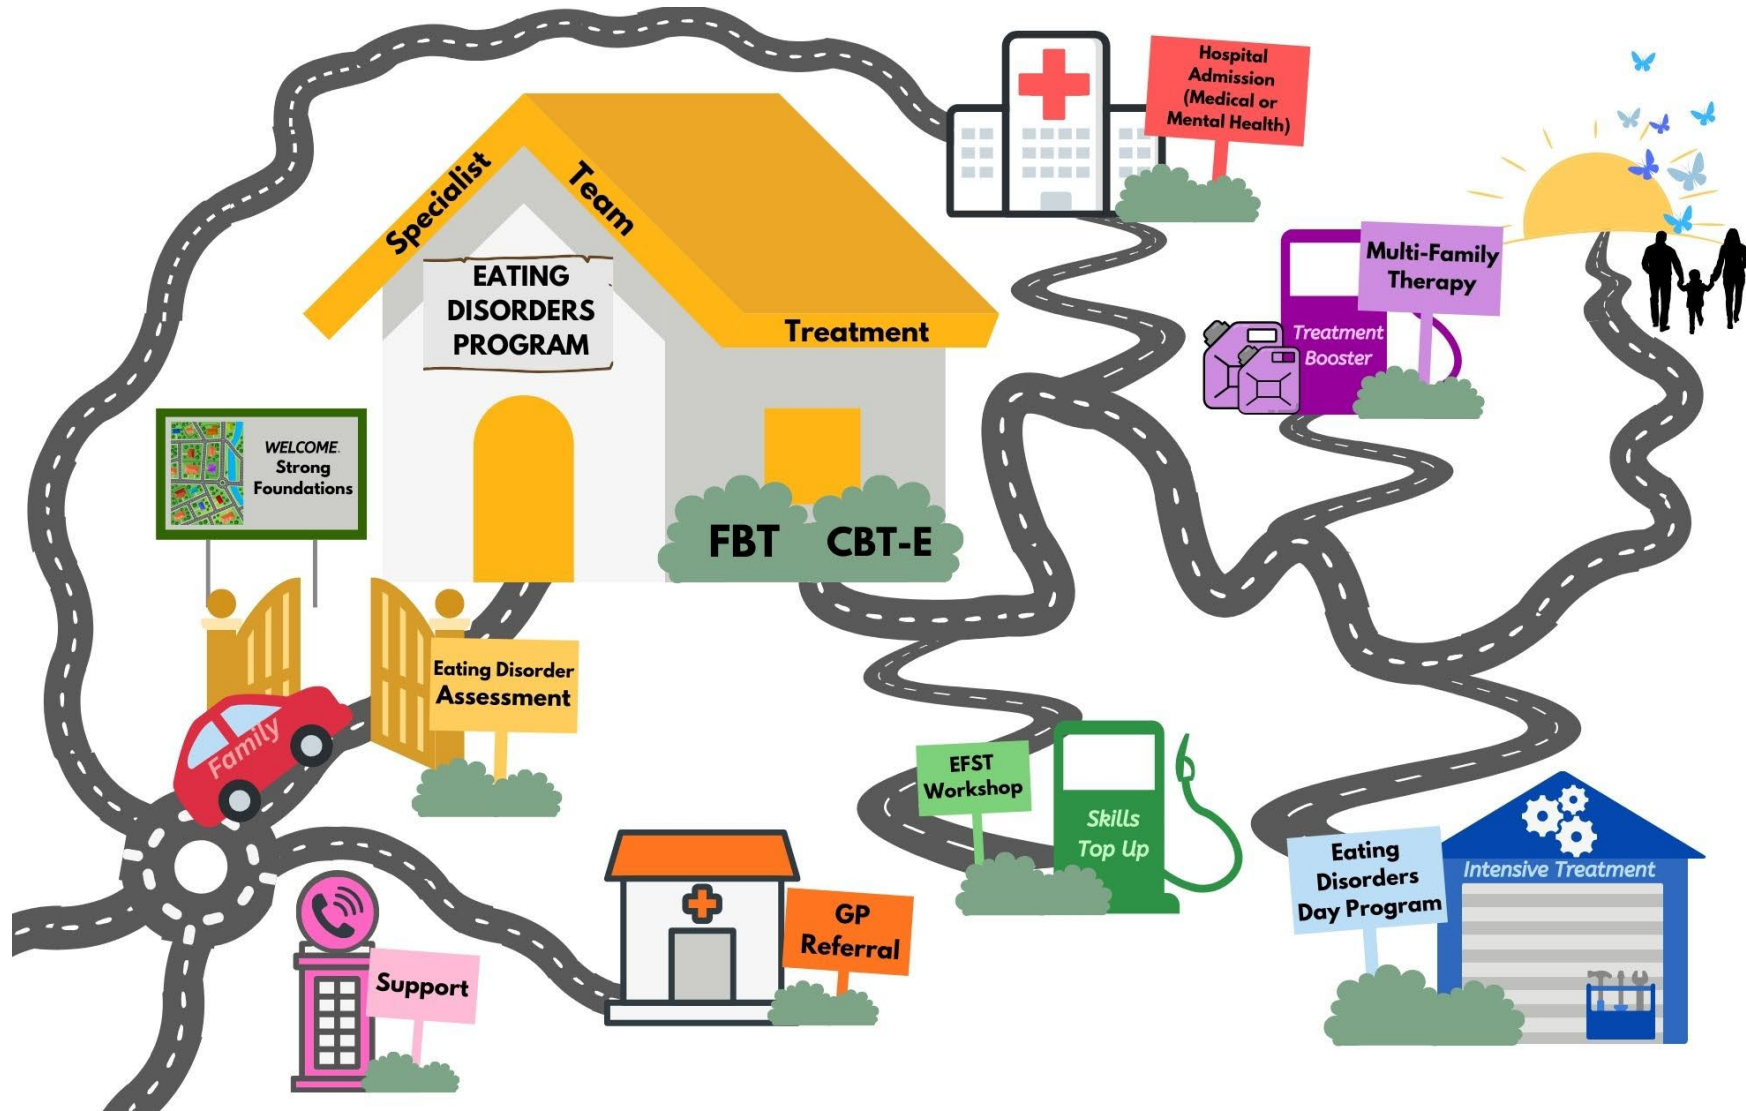 Hospital
Admission
(Medical or
Mental Health)
Specialist
Team
Treatment
EATING
DISORDERS
PROGRAM
Multi-Family
Therapy
Treatment
Booster
WELCOME.
Strong
Foundations
FBT
CBT-E
Eating Disorder
Assessment
Family
EFST
Workshop
Skills
Top Up
Eating
Disorders
Day Program
Intensive Treatment
GP
Referral
Support